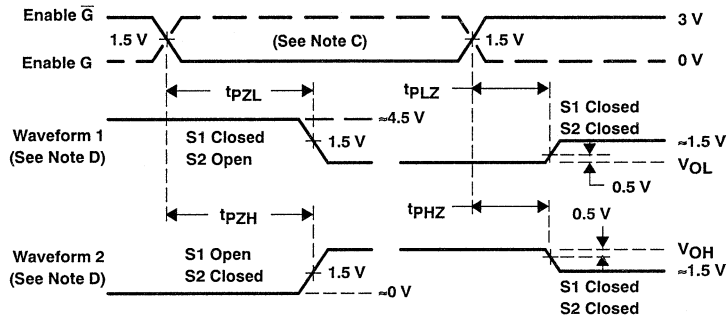 Enable G̅
3 V
1.5 V
(See Note C)
1.5 V
Enable G
0 V
tPZL
tPLZ
S1 Closed
S2 Closed
≈4.5 V
Waveform 1
(See Note D)
S1 Closed
S2 Open
1.5 V
≈1.5 V
VOL
0.5 V
tPZH
tPHZ
0.5 V
Waveform 2
(See Note D)
S1 Open
S2 Closed
1.5 V
VOH
≈1.5 V
≈0 V
S1 Closed
S2 Closed